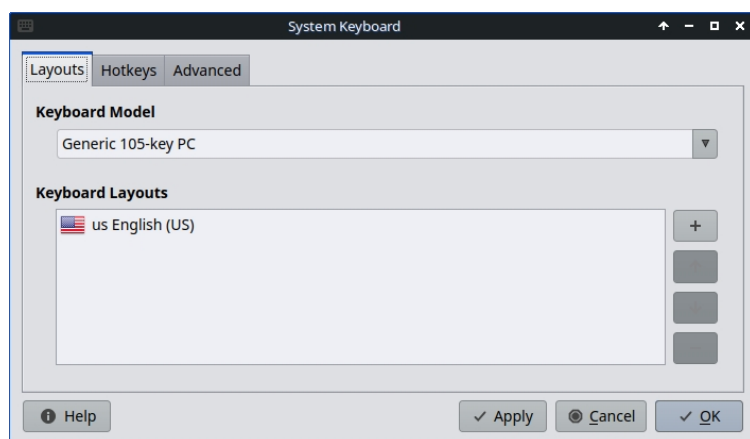 System Keyboard
Layouts Hotkeys Advanced
Keyboard Model
Generic 105-key PC
Keyboard Layouts
us English (US)
Help Apply Cancel OK